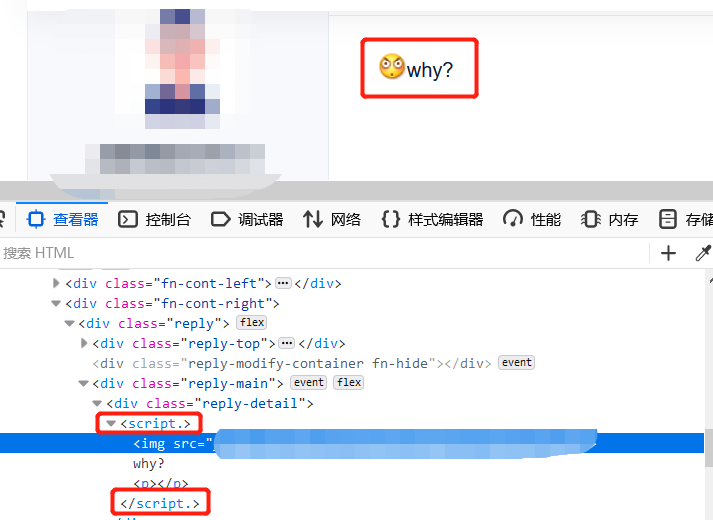 why?
查看器 控制台 调试器 网络 样式编辑器 性能 内存 存储
搜索 HTML
<div class="fn-cont-left"></div>
<div class="fn-cont-right">
<div class="reply"> flex
<div class="reply-top"></div>
<div class="reply-modify-container fn-hide"></div> event
<div class="reply-main"> event flex
<div class="reply-detail">
<script.>
<img src="
why?
<p></p>
</script.>